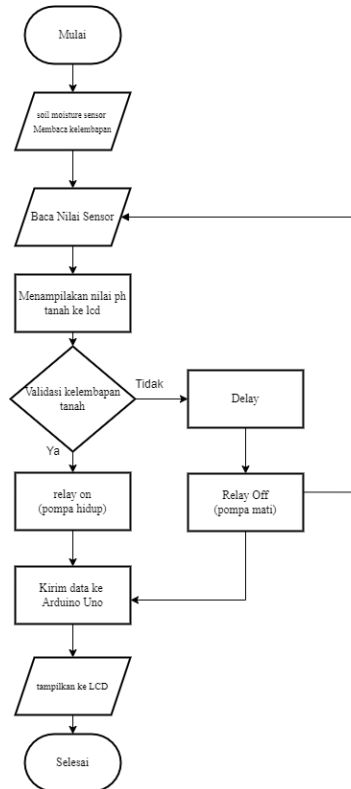 Mulai
soil moisture sensor
Membaca kelembapan
Baca Nilai Sensor
Menampilakan nilai ph
tanah ke lcd
Validasi kelembapan
tanah
Tidak
Delay
Ya
relay on
(pompa hidup)
Relay Off
(pompa mati)
Kirim data ke
Arduino Uno
tampilkan ke LCD
Selesai